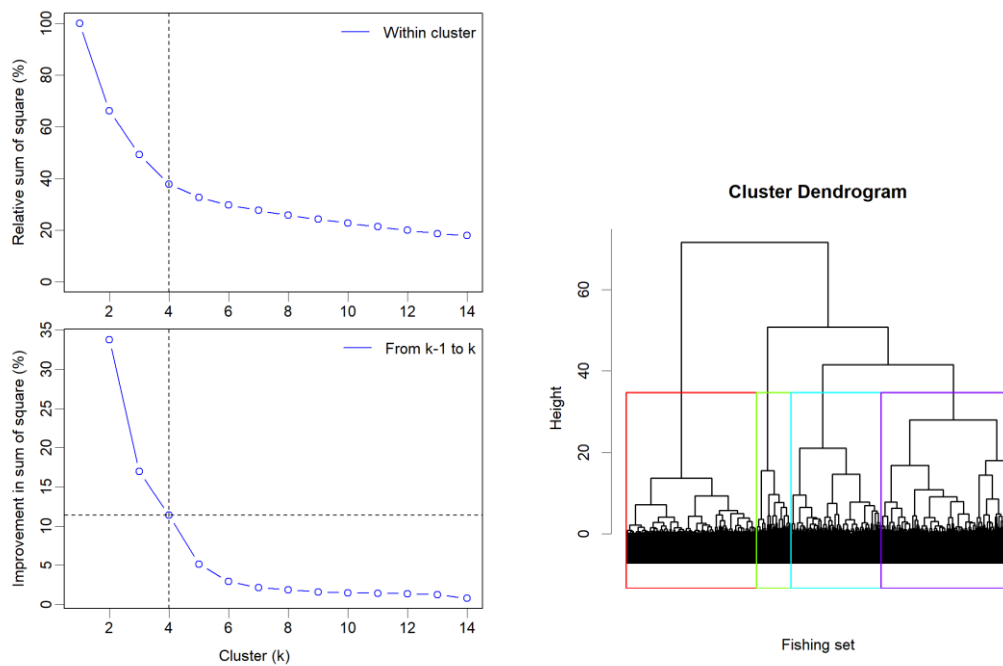 Within cluster
Relative sum of square (%)
100
80
60
40
20
0
2 4 6 8 10 12 14
From k-1 to k
Improvement in sum of square (%)
35
30
25
20
15
10
5
0
2 4 6 8 10 12 14
Cluster (k)
Cluster Dendrogram
Height
60
40
20
0
Fishing set